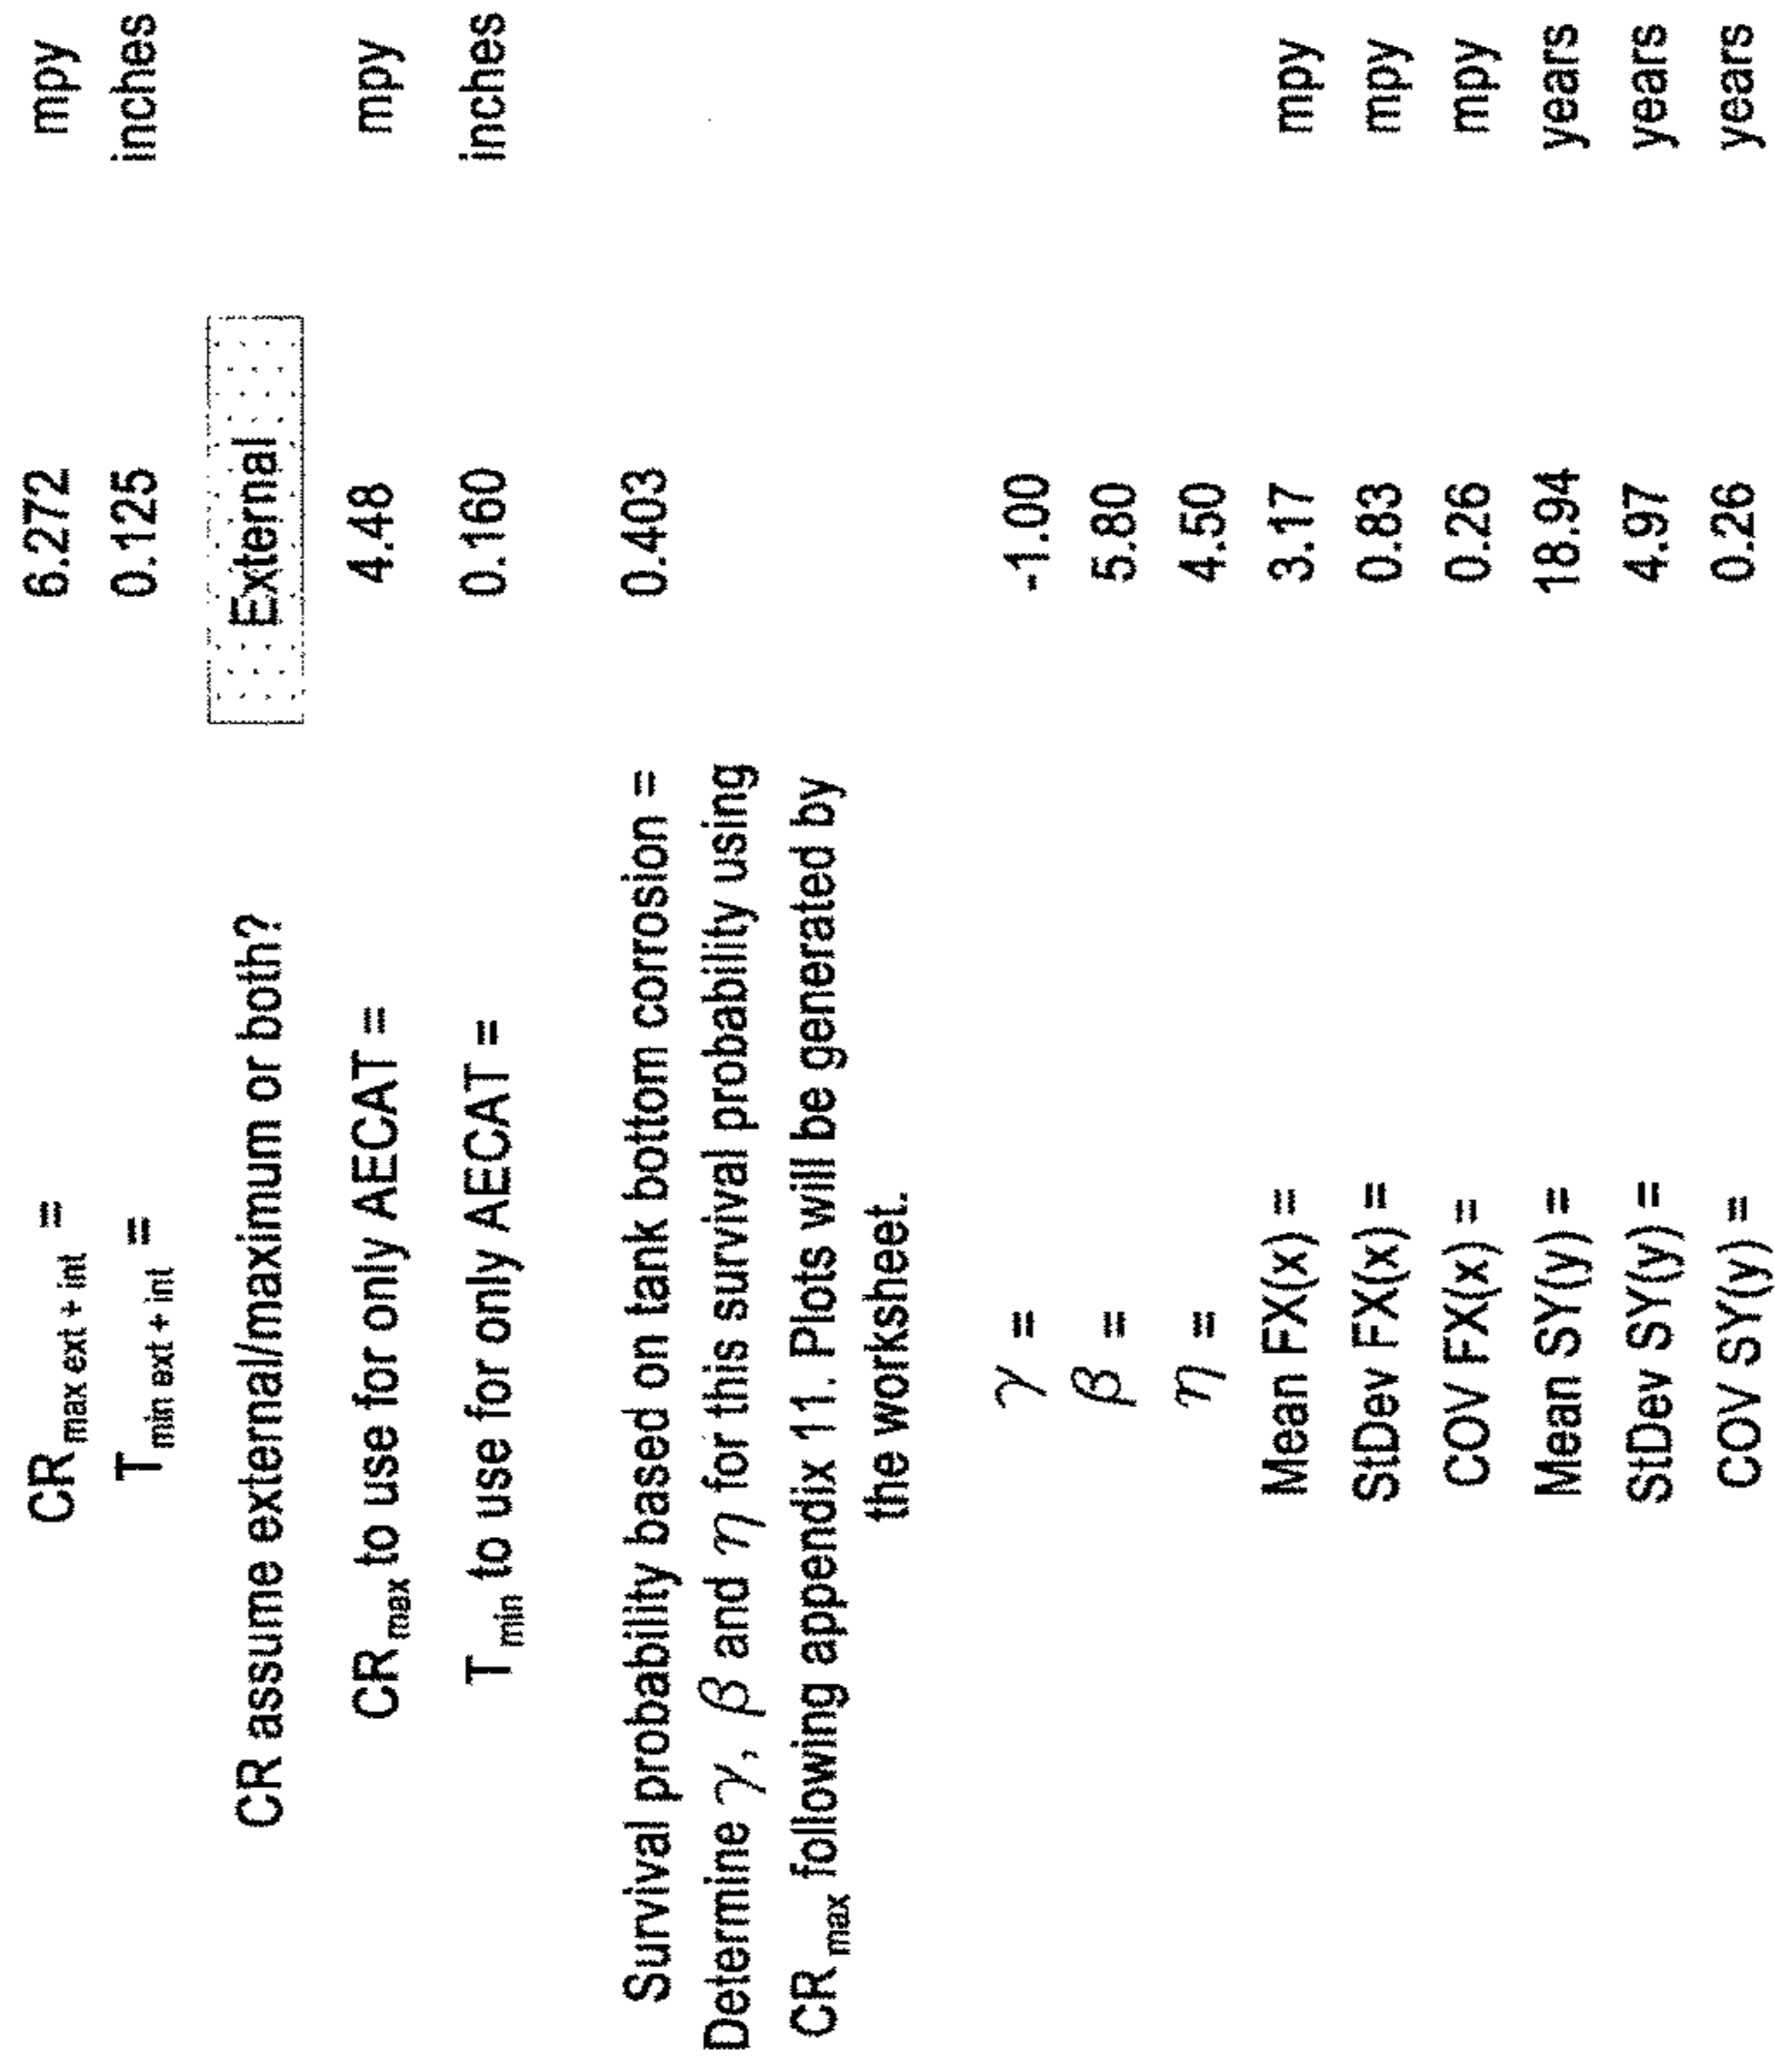 CR max ext + int = 6.272 mpy
T min ext + int = 0.125 inches
CR assume external/maximum or both? External
CR max to use for only AECAT = 4.48 mpy
T min to use for only AECAT = 0.160 inches
Survival probability based on tank bottom corrosion = 0.403
Determine γ, β and η for this survival probability using
CR max following appendix 11. Plots will be generated by
the worksheet.
γ = -1.00
β = 5.80
η = 4.50
Mean FX(x) = 3.17 mpy
StDev FX(x) = 0.83 mpy
COV FX(x) = 0.26 mpy
Mean SY(y) = 18.94 years
StDev SY(y) = 4.97 years
COV SY(y) = 0.26 years